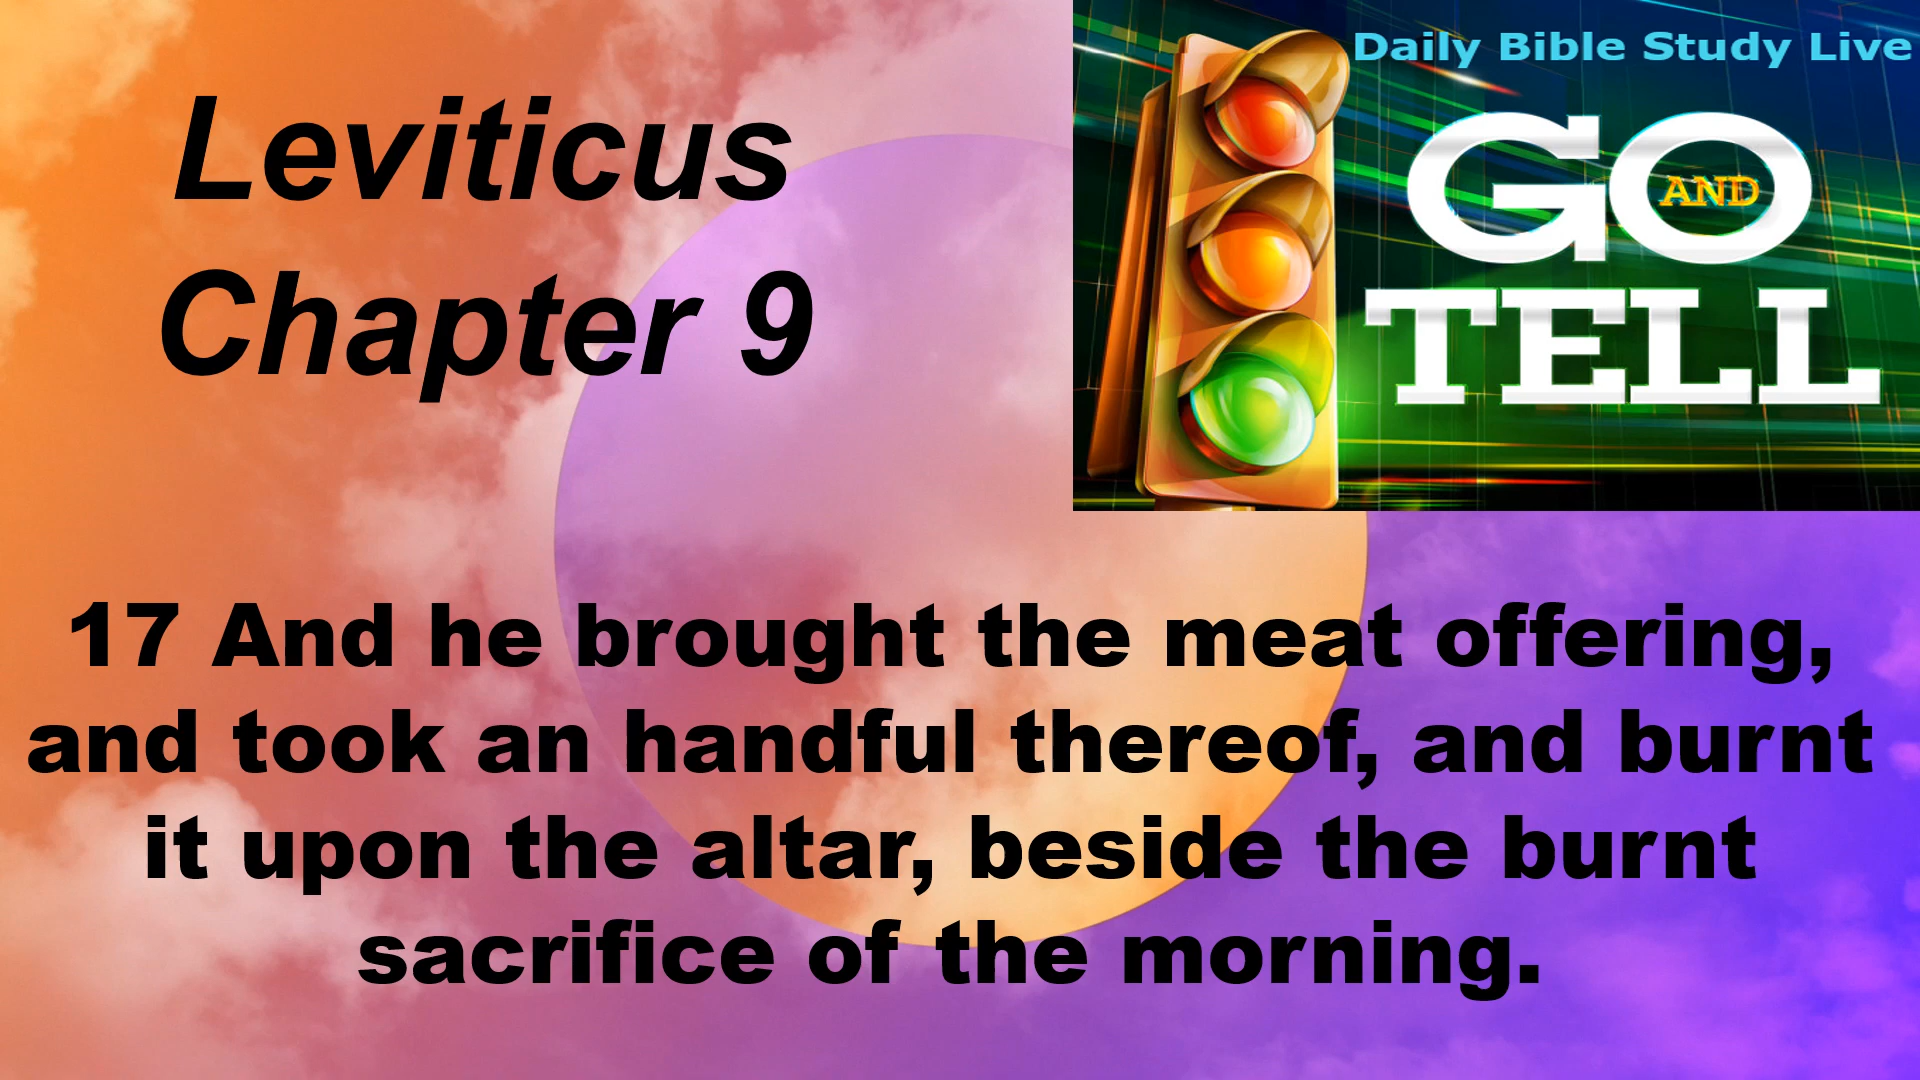 Leviticus
Chapter 9
Daily Bible Study Live
GO
AND
TELL
17 And he brought the meat offering,
and took an handful thereof, and burnt
it upon the altar, beside the burnt
sacrifice of the morning.